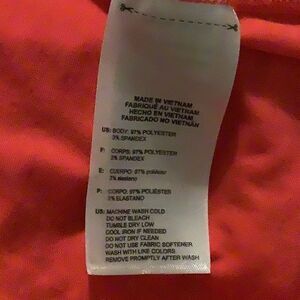 MADE IN VIETNAM
FABRIQUÉ AU VIETNAM
HECHO EN VIETNAM
FABRICADO NO VIETNÃ
US: BODY: 97% POLYESTER
3% SPANDEX
F: CORPS: 97% POLYESTER
3% SPANDEX
E: CUERPO: 97% poliéster
3% elastano
P: CORPO: 97% POLIÉSTER
3% ELASTANO
US: MACHINE WASH COLD
DO NOT BLEACH
TUMBLE DRY LOW
COOL IRON IF NEEDED
DO NOT DRY CLEAN
DO NOT USE FABRIC SOFTENER
WASH WITH LIKE COLORS
REMOVE PROMPTLY AFTER WASH